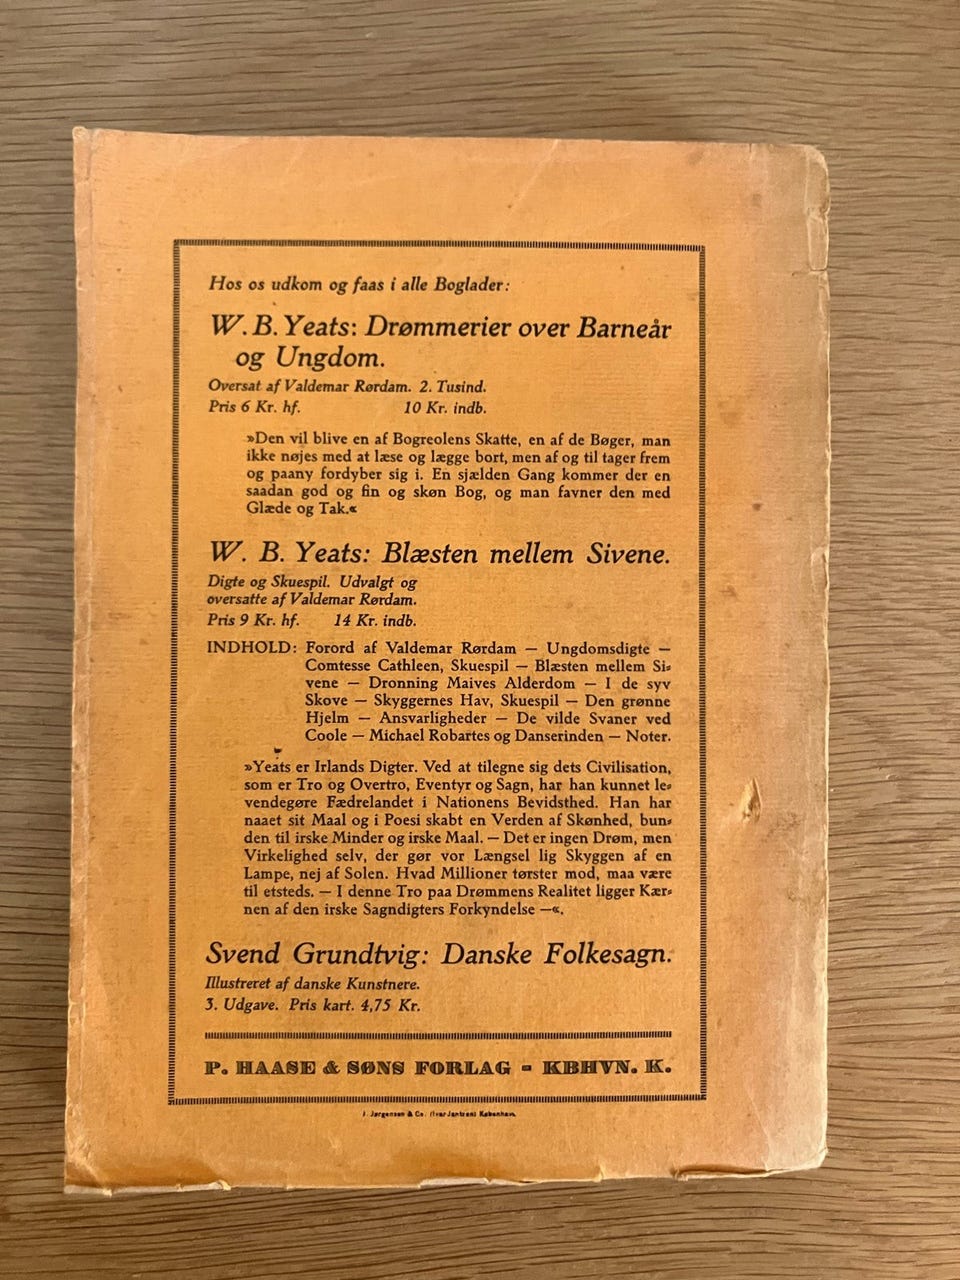 Hos os udkom og faas i alle Boglader:
W. B. Yeats: Drømmerier over Barneår
og Ungdom.
Oversat af Valdemar Rørdam. 2. Tusind.
Pris 6 Kr. hf. 10 Kr. indb.
»Den vil blive en af Bogreolens Skatte, en af de Bøger, man
ikke nøjes med at læse og lægge bort, men af og til tager frem
og paany fordyber sig i. En sjælden Gang kommer der en
saadan god og fin og skøn Bog, og man favner den med
Glæde og Tak.«
W. B. Yeats: Blæsten mellem Sivene.
Digte og Skuespil. Udvalgt og
oversatte af Valdemar Rørdam.
Pris 9 Kr. hf. 14 Kr. indb.
INDHOLD: Forord af Valdemar Rørdam — Ungdomsdigte —
Comtesse Cathleen, Skuespil — Blæsten mellem Si-
vene — Dronning Maives Alderdom — I de syv
Skove — Skyggernes Hav, Skuespil — Den grønne
Hjelm — Ansvarligheder — De vilde Svaner ved
Coole — Michael Robartes og Danserinden — Noter.
»Yeats er Irlands Digter. Ved at tilegne sig dets Civilisation,
som er Tro og Overtro, Eventyr og Sagn, har han kunnet le-
vendegøre Fædrelandet i Nationens Bevidsthed. Han har
naaet sit Maal og i Poesi skabt en Verden af Skønhed, bun-
den til irske Minder og irske Maal. — Det er ingen Drøm, men
Virkelighed selv, der gør vor Længsel lig Skyggen af en
Lampe, nej af Solen. Hvad Millioner tørster mod, maa være
til etsteds. — I denne Tro paa Drømmens Realitet ligger Kær-
nen af den irske Sagndigters Forkyndelse —«.
Svend Grundtvig: Danske Folkesagn.
Illustreret af danske Kunstnere.
3. Udgave. Pris kart. 4,75 Kr.
P. HAASE & SØNS FORLAG - KBHVN. K.
J. Jørgensen & Co. (Ivar Jantzen) København.